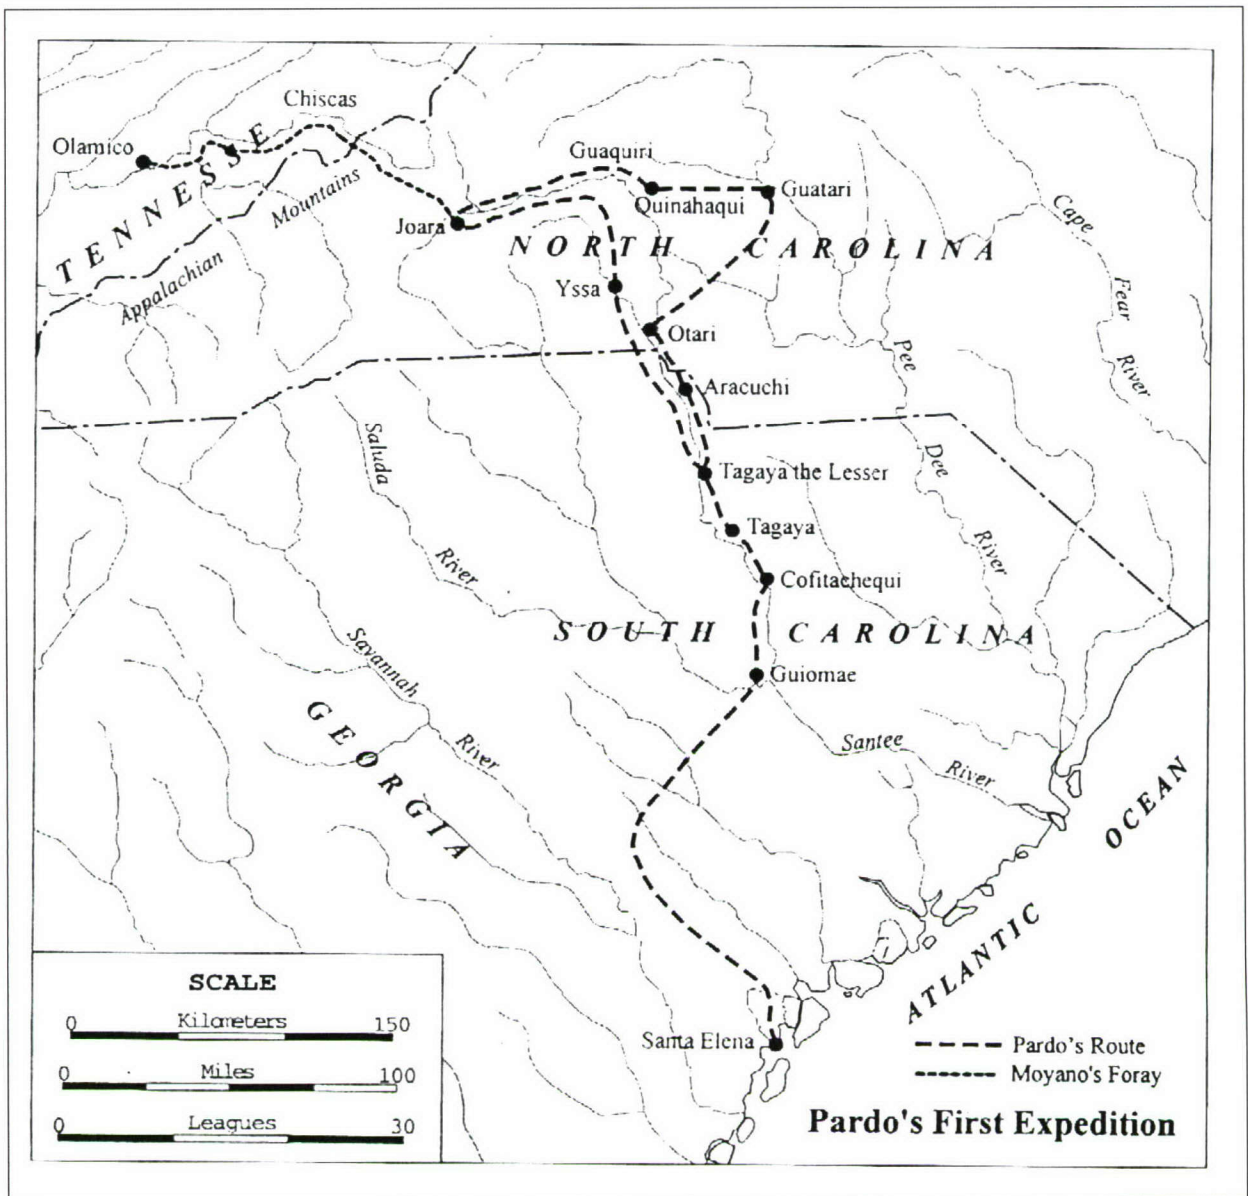 Chiscas
Olamico
TENNESSEE
Appalachian Mountains
Guaquiri
Quinahaqui
Guatari
Joara
NORTH CAROLINA
Cape Fear River
Yssa
Otari
Pee Dee River
Aracuchi
Saluda River
Tagaya the Lesser
Tagaya
Cofitachequi
SOUTH CAROLINA
Savannah River
Guiomae
GEORGIA
Santee River
ATLANTIC OCEAN
Santa Elena
SCALE
0 Kilometers 150
0 Miles 100
0 Leagues 30
Pardo's Route
Moyano's Foray
Pardo's First Expedition